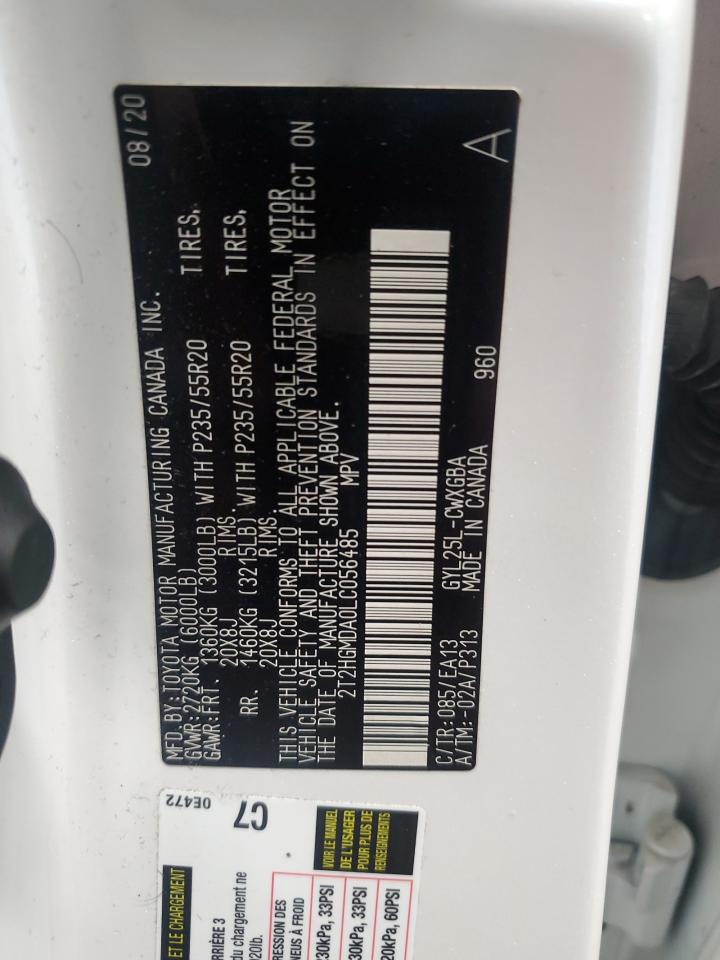 MFD.BY:TOYOTA MOTOR MANUFACTURING CANADA INC. 08/20
GVWR:2720KG (6000LB)
GAWR:FRT. 1360KG (3000LB) WITH P235/55R20 TIRES,
20X8J RIMS.
RR. 1460KG (3215LB) WITH P235/55R20 TIRES,
20X8J RIMS.
THIS VEHICLE CONFORMS TO ALL APPLICABLE FEDERAL MOTOR
VEHICLE SAFETY AND THEFT PREVENTION STANDARDS IN EFFECT ON
THE DATE OF MANUFACTURE SHOWN ABOVE.
2T2HGMDA0LC056485 MPV
C/TR:085/EA13 GYL25L-CWXGBA 960
A/TM:-02A/P313 MADE IN CANADA A
0E472
C7
ET LE CHARGEMENT
RRIÈRE 3
du chargement ne
020lb.
VOIR LE MANUEL
DE L'USAGER
POUR PLUS DE
RENSEIGNEMENTS
RESSION DES
NEUS À FROID
230kPa, 33PSI
30kPa, 33PSI
20kPa, 60PSI